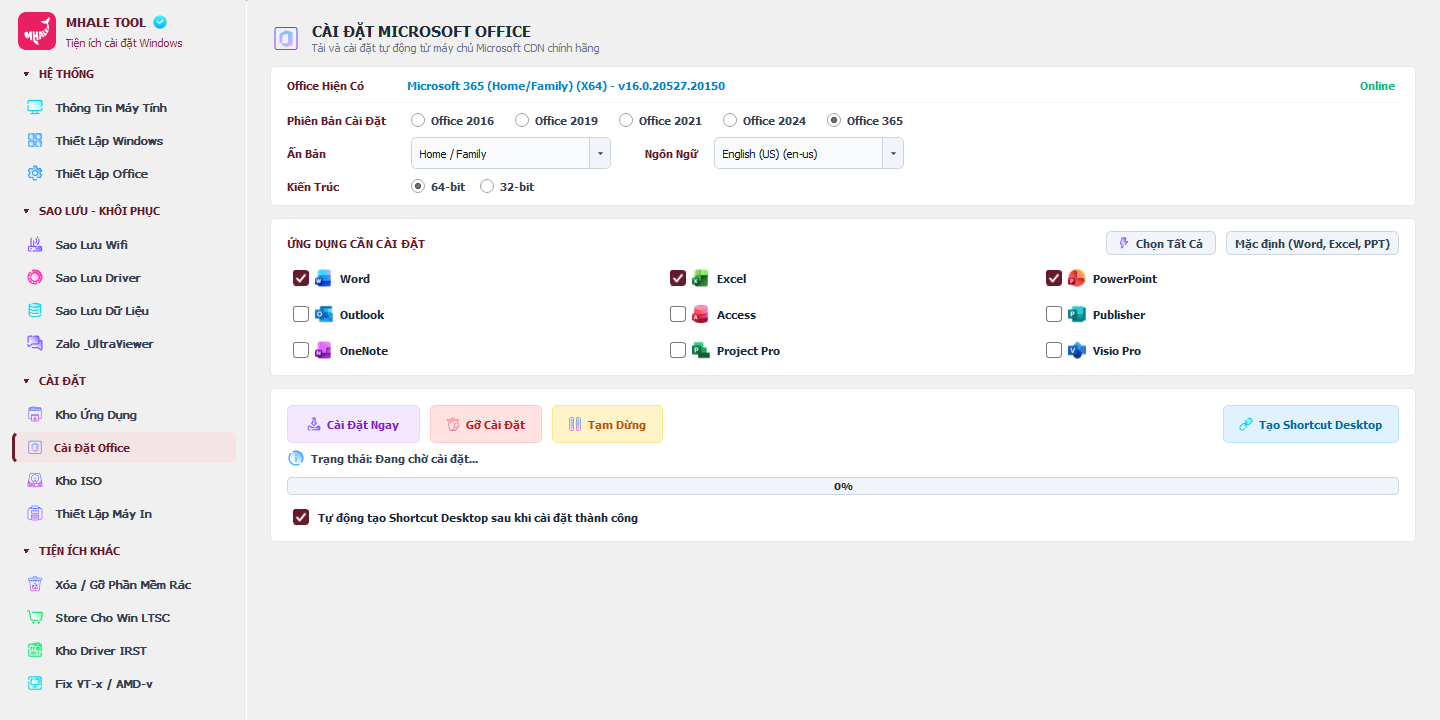 MHALE TOOL
Tiện ích cài đặt Windows
HỆ THỐNG
Thông Tin Máy Tính
Thiết Lập Windows
Thiết Lập Office
SAO LƯU - KHÔI PHỤC
Sao Lưu Wifi
Sao Lưu Driver
Sao Lưu Dữ Liệu
Zalo _UltraViewer
CÀI ĐẶT
Kho Ứng Dụng
Cài Đặt Office
Kho ISO
Thiết Lập Máy In
TIỆN ÍCH KHÁC
Xóa / Gỡ Phần Mềm Rác
Store Cho Win LTSC
Kho Driver IRST
Fix VT-x / AMD-v
CÀI ĐẶT MICROSOFT OFFICE
Tải và cài đặt tự động từ máy chủ Microsoft CDN chính hãng
Office Hiện Có Microsoft 365 (Home/Family) (X64) - v16.0.20527.20150 Online
Phiên Bản Cài Đặt Office 2016 Office 2019 Office 2021 Office 2024 Office 365
Ấn Bản Home / Family Ngôn Ngữ English (US) (en-us)
Kiến Trúc 64-bit 32-bit
ỨNG DỤNG CẦN CÀI ĐẶT Chọn Tất Cả Mặc định (Word, Excel, PPT)
Word Excel PowerPoint
Outlook Access Publisher
OneNote Project Pro Visio Pro
Cài Đặt Ngay Gỡ Cài Đặt Tạm Dừng Tạo Shortcut Desktop
Trạng thái: Đang chờ cài đặt...
0%
Tự động tạo Shortcut Desktop sau khi cài đặt thành công